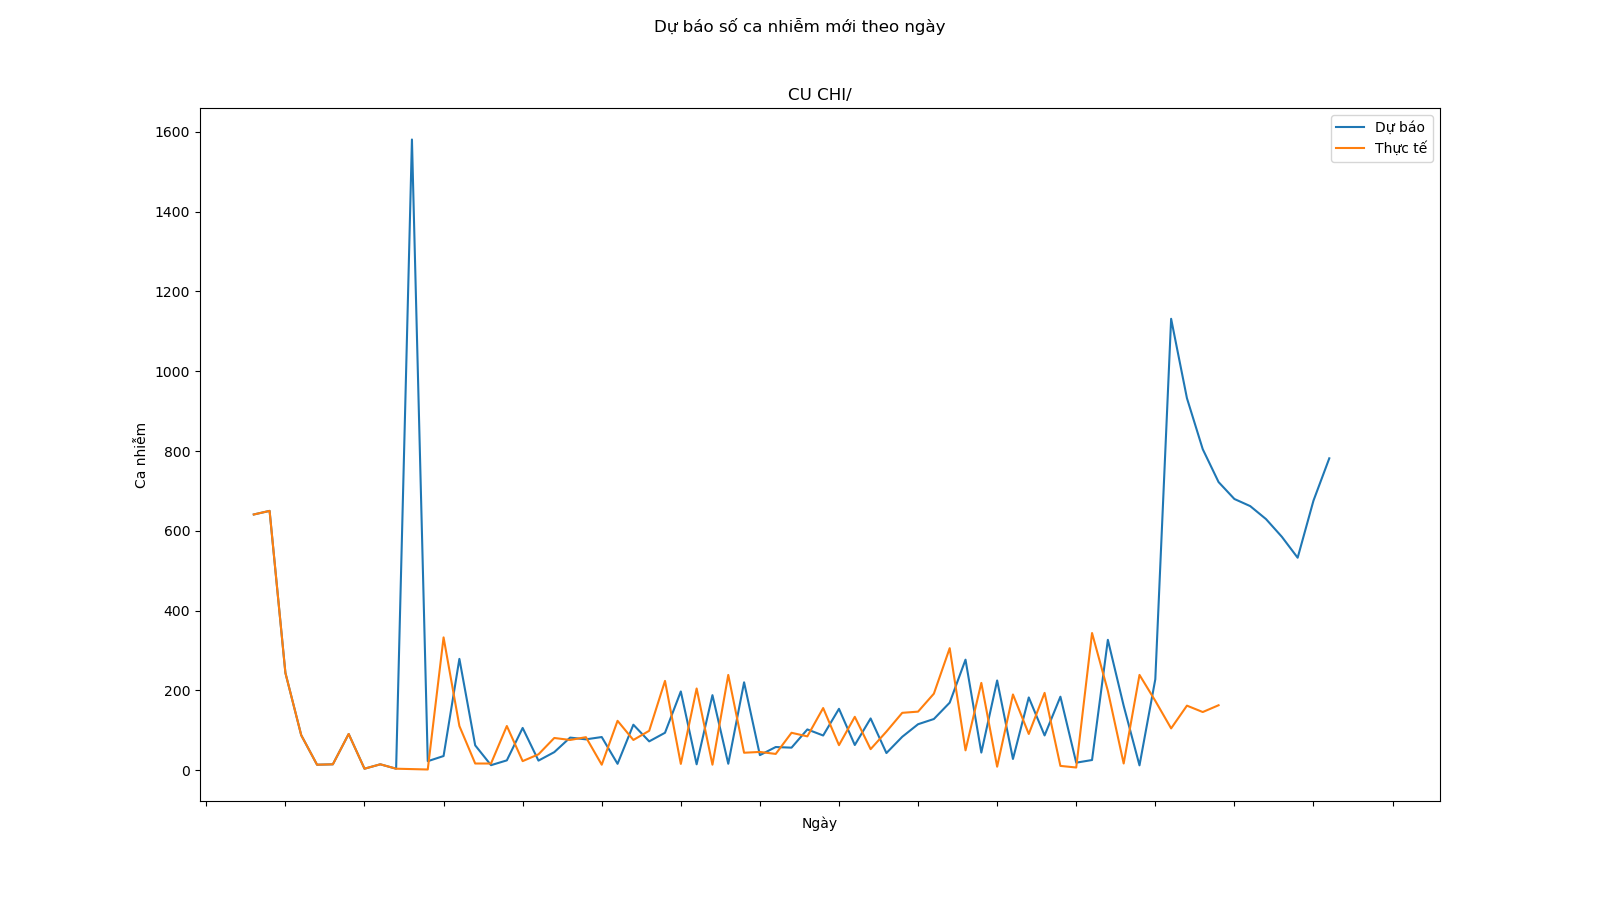 Dự báo số ca nhiễm mới theo ngày
CU CHI/
Dự báo
Thực tế
1600
1400
1200
1000
800
600
400
200
0
Ca nhiễm
Ngày